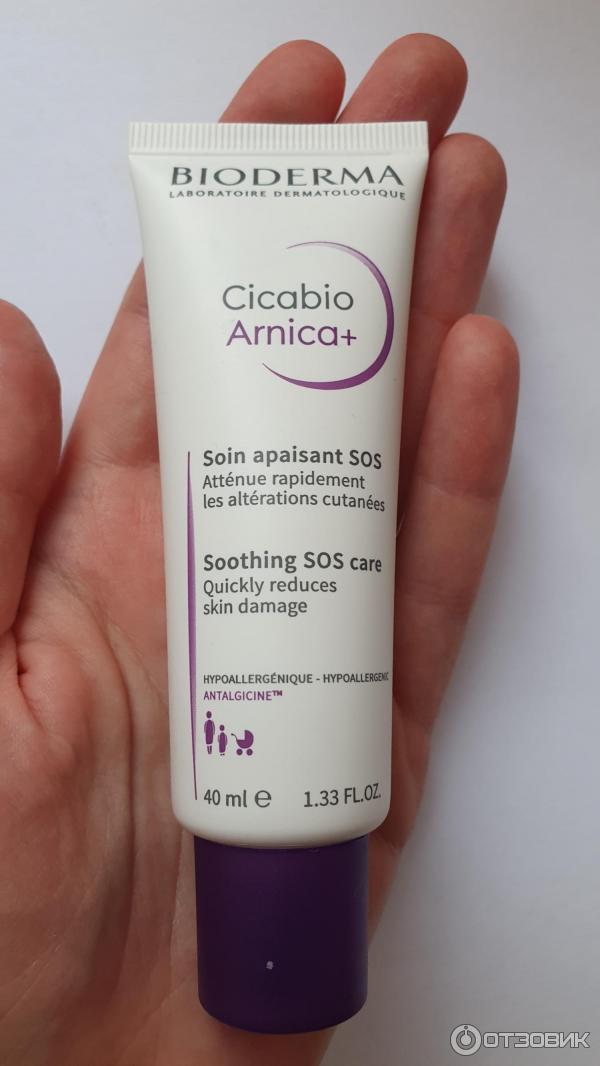 BIODERMA
LABORATOIRE DERMATOLOGIQUE
Cicabio
Arnica+
Soin apaisant SOS
Atténue rapidement
les altérations cutanées
Soothing SOS care
Quickly reduces
skin damage
HYPOALLERGÉNIQUE - HYPOALLERGENIC
ANTALGICINE™
40 ml ℮ 1.33 FL.OZ.
ОТЗОВИК